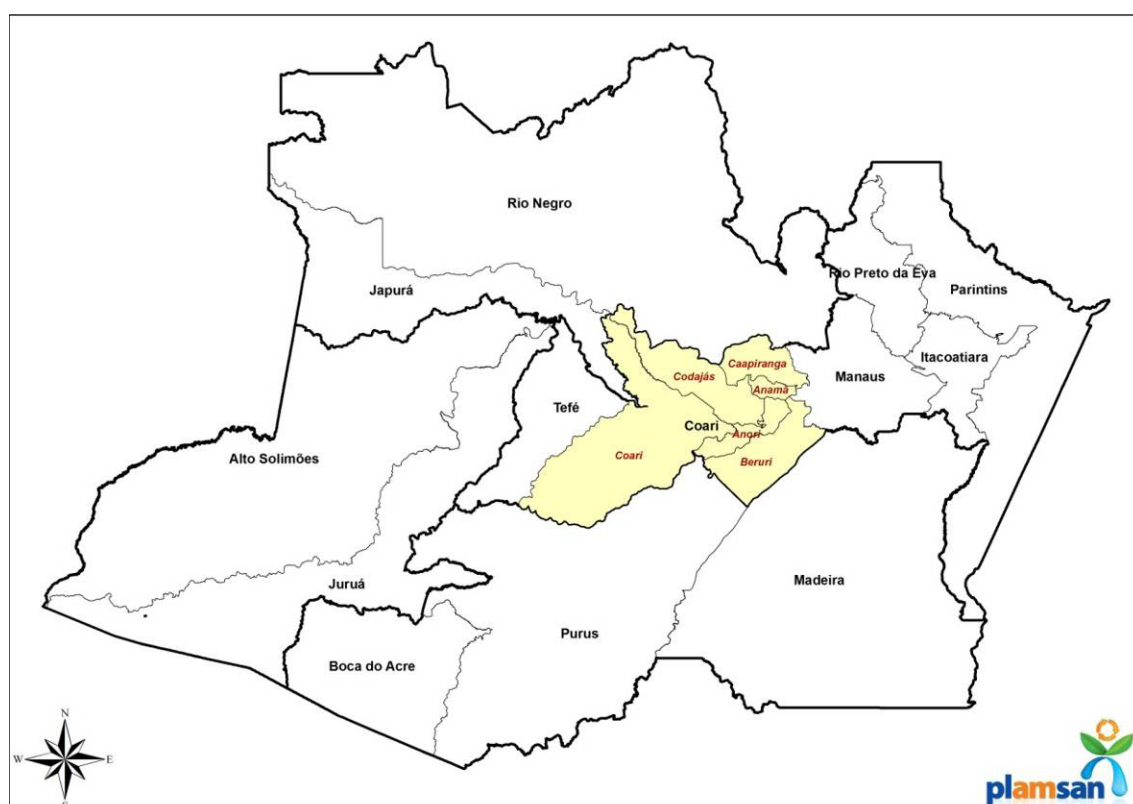 Rio Negro
Rio Preto da Eva
Japurá
Parintins
Itacoatiara
Caapiranga
Codajás
Manaus
Anamã
Tefé
Coari
Anori
Alto Solimões
Coari
Beruri
Juruá
Madeira
Purus
Boca do Acre
N
W
E
S
plamsan